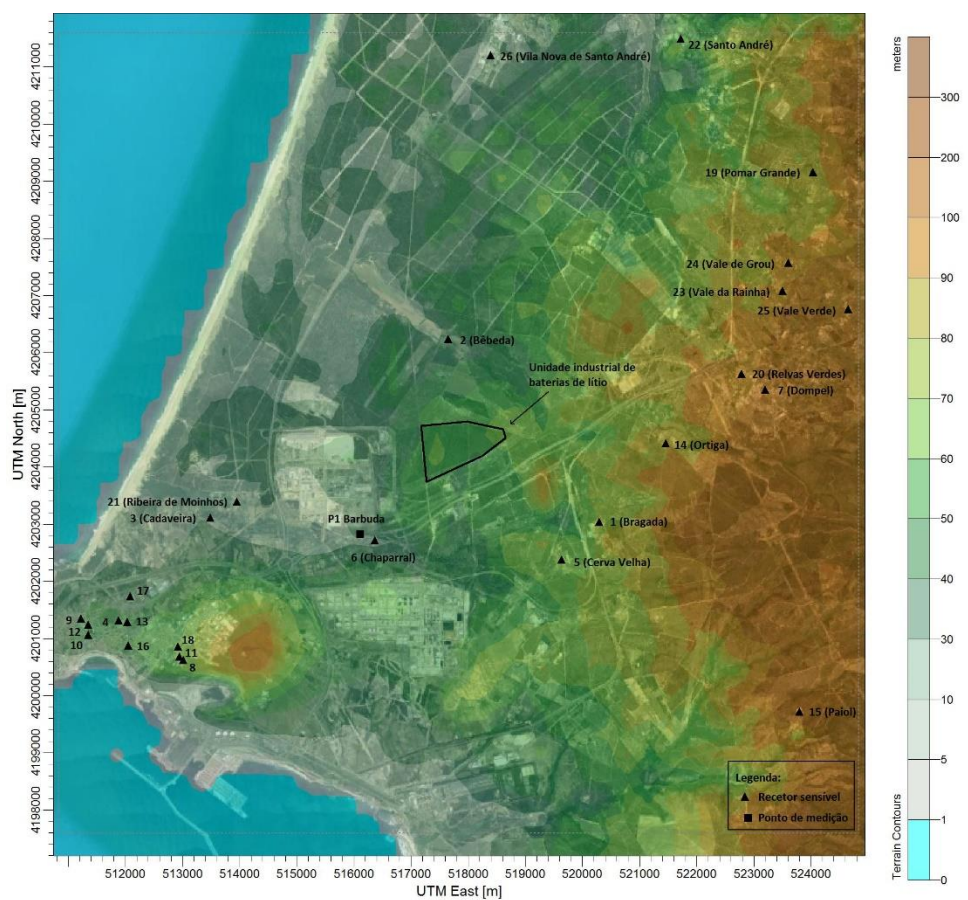 UTM North [m]
4211000
4210000
4209000
4208000
4207000
4206000
4205000
4204000
4203000
4202000
4201000
4200000
4199000
4198000
26 (Vila Nova de Santo André)
22 (Santo André)
19 (Pomar Grande)
24 (Vale de Grou)
23 (Vale da Rainha)
25 (Vale Verde)
2 (Bêbeda)
Unidade industrial de
baterias de lítio
20 (Relvas Verdes)
7 (Dompel)
14 (Ortiga)
21 (Ribeira de Moinhos)
3 (Cadaveira)
P1 Barbuda
6 (Chaparral)
1 (Bragada)
5 (Cerva Velha)
17
9
4
13
12
10
16
18
11
8
15 (Paiol)
Legenda:
Recetor sensível
Ponto de medição
512000 513000 514000 515000 516000 517000 518000 519000 520000 521000 522000 523000 524000
UTM East [m]
meters
300
200
100
90
80
70
60
50
40
30
10
5
1
0
Terrain Contours